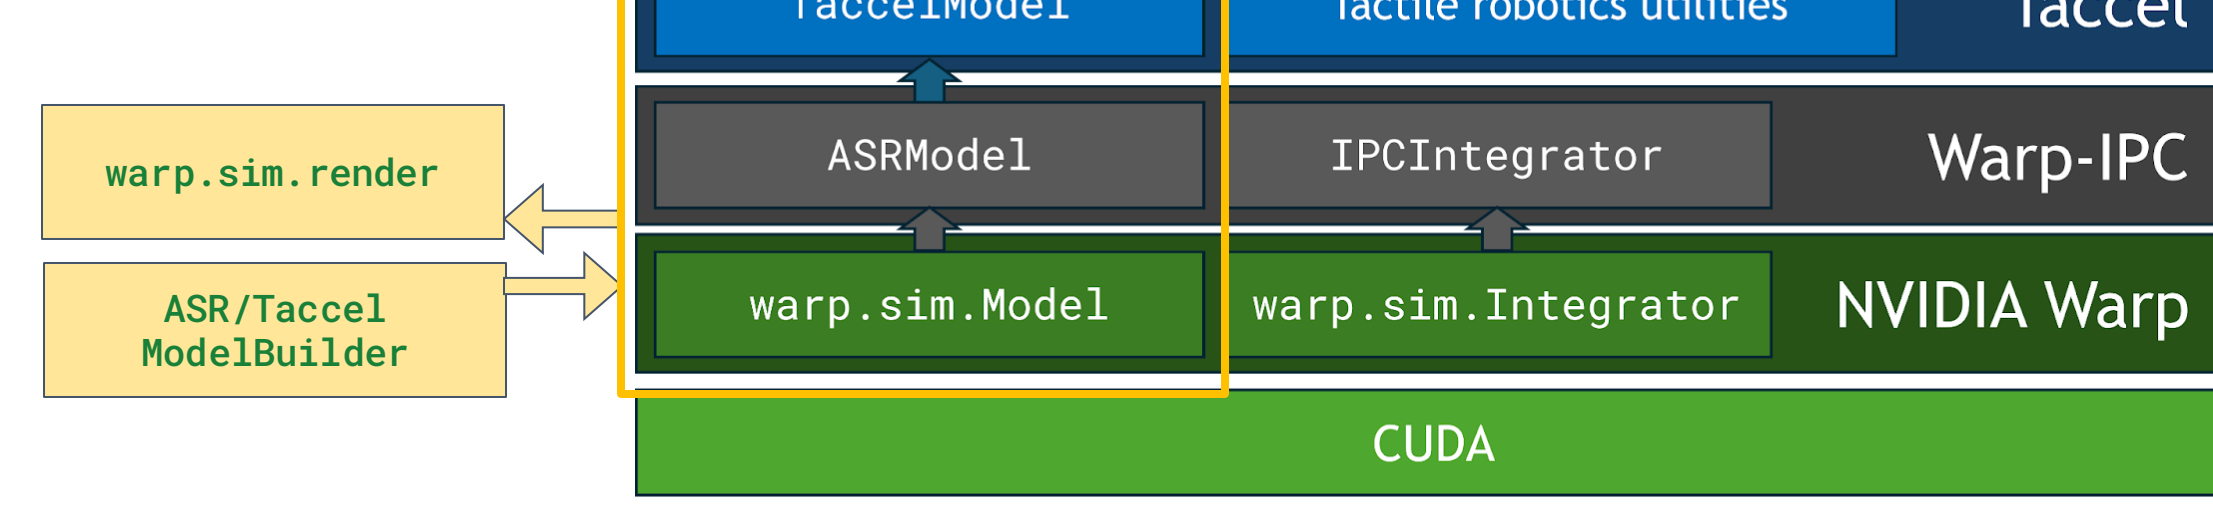 TaccelModel
Tactile robotics utilities
Taccel
warp.sim.render
ASRModel
IPCIntegrator
Warp-IPC
ASR/Taccel
ModelBuilder
warp.sim.Model
warp.sim.Integrator
NVIDIA Warp
CUDA